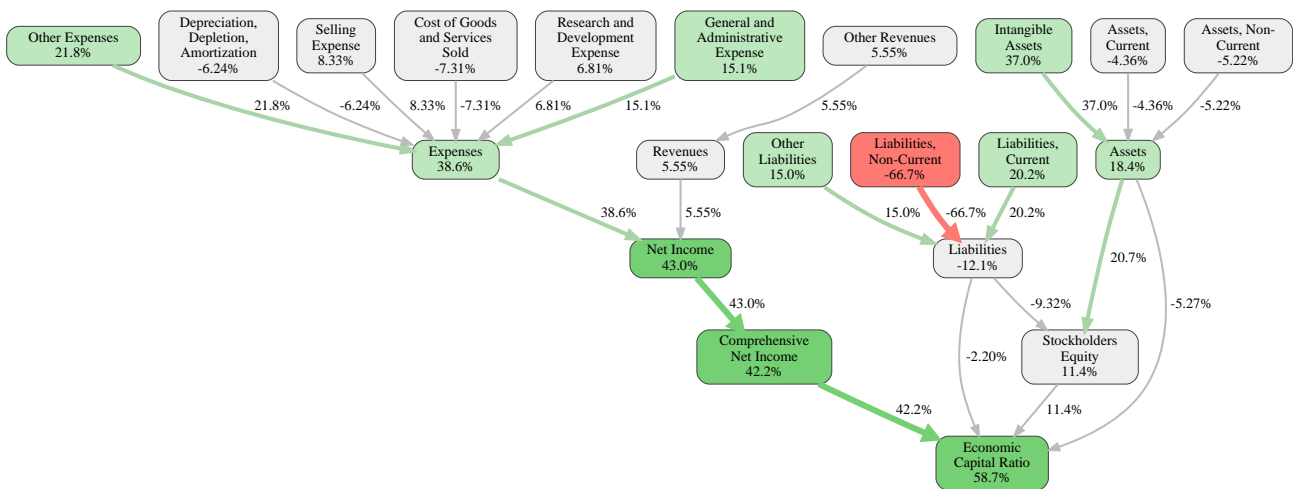 Other Expenses
21.8%
Depreciation,
Depletion,
Amortization
-6.24%
Selling
Expense
8.33%
Cost of Goods
and Services
Sold
-7.31%
Research and
Development
Expense
6.81%
General and
Administrative
Expense
15.1%
Other Revenues
5.55%
Intangible
Assets
37.0%
Assets,
Current
-4.36%
Assets, Non-
Current
-5.22%
21.8%
-6.24%
8.33%
-7.31%
6.81%
15.1%
5.55%
37.0%
-4.36%
-5.22%
Expenses
38.6%
Revenues
5.55%
Other
Liabilities
15.0%
Liabilities,
Non-Current
-66.7%
Liabilities,
Current
20.2%
Assets
18.4%
38.6%
5.55%
15.0%
-66.7%
20.2%
Net Income
43.0%
Liabilities
-12.1%
20.7%
43.0%
-9.32%
-5.27%
Comprehensive
Net Income
42.2%
-2.20%
Stockholders
Equity
11.4%
42.2%
11.4%
Economic
Capital Ratio
58.7%